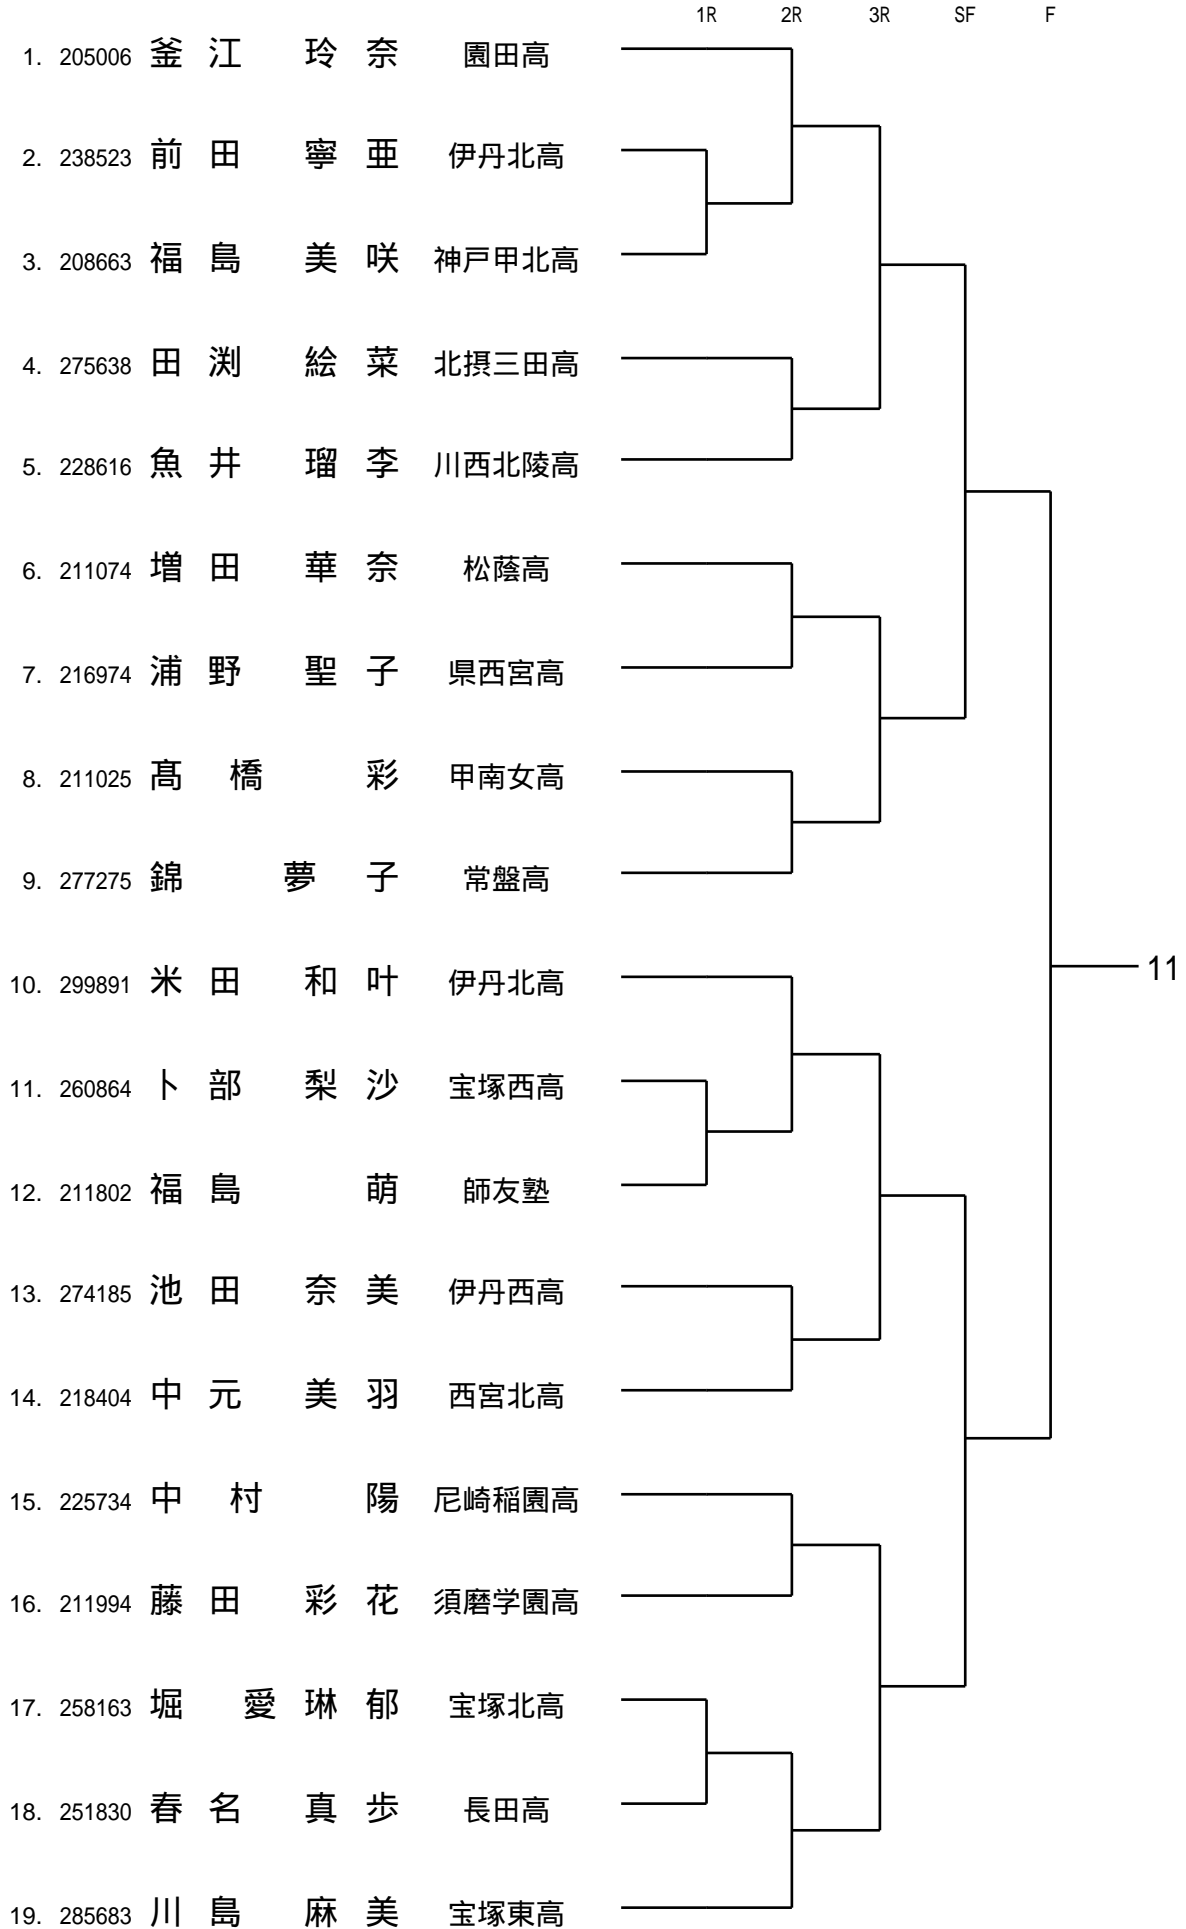 1R 2R 3R SF F
1. 205006 釜江 玲奈 園田高
2. 238523 前田 寧亜 伊丹北高
3. 208663 福島 美咲 神戸甲北高
4. 275638 田渕 絵菜 北摂三田高
5. 228616 魚井 瑠李 川西北陵高
6. 211074 増田 華奈 松蔭高
7. 216974 浦野 聖子 県西宮高
8. 211025 髙橋 彩 甲南女高
9. 277275 錦 夢子 常盤高
10. 299891 米田 和叶 伊丹北高
11
11. 260864 卜部 梨沙 宝塚西高
12. 211802 福島 萌 師友塾
13. 274185 池田 奈美 伊丹西高
14. 218404 中元 美羽 西宮北高
15. 225734 中村 陽 尼崎稲園高
16. 211994 藤田 彩花 須磨学園高
17. 258163 堀 愛琳郁 宝塚北高
18. 251830 春名 真歩 長田高
19. 285683 川島 麻美 宝塚東高